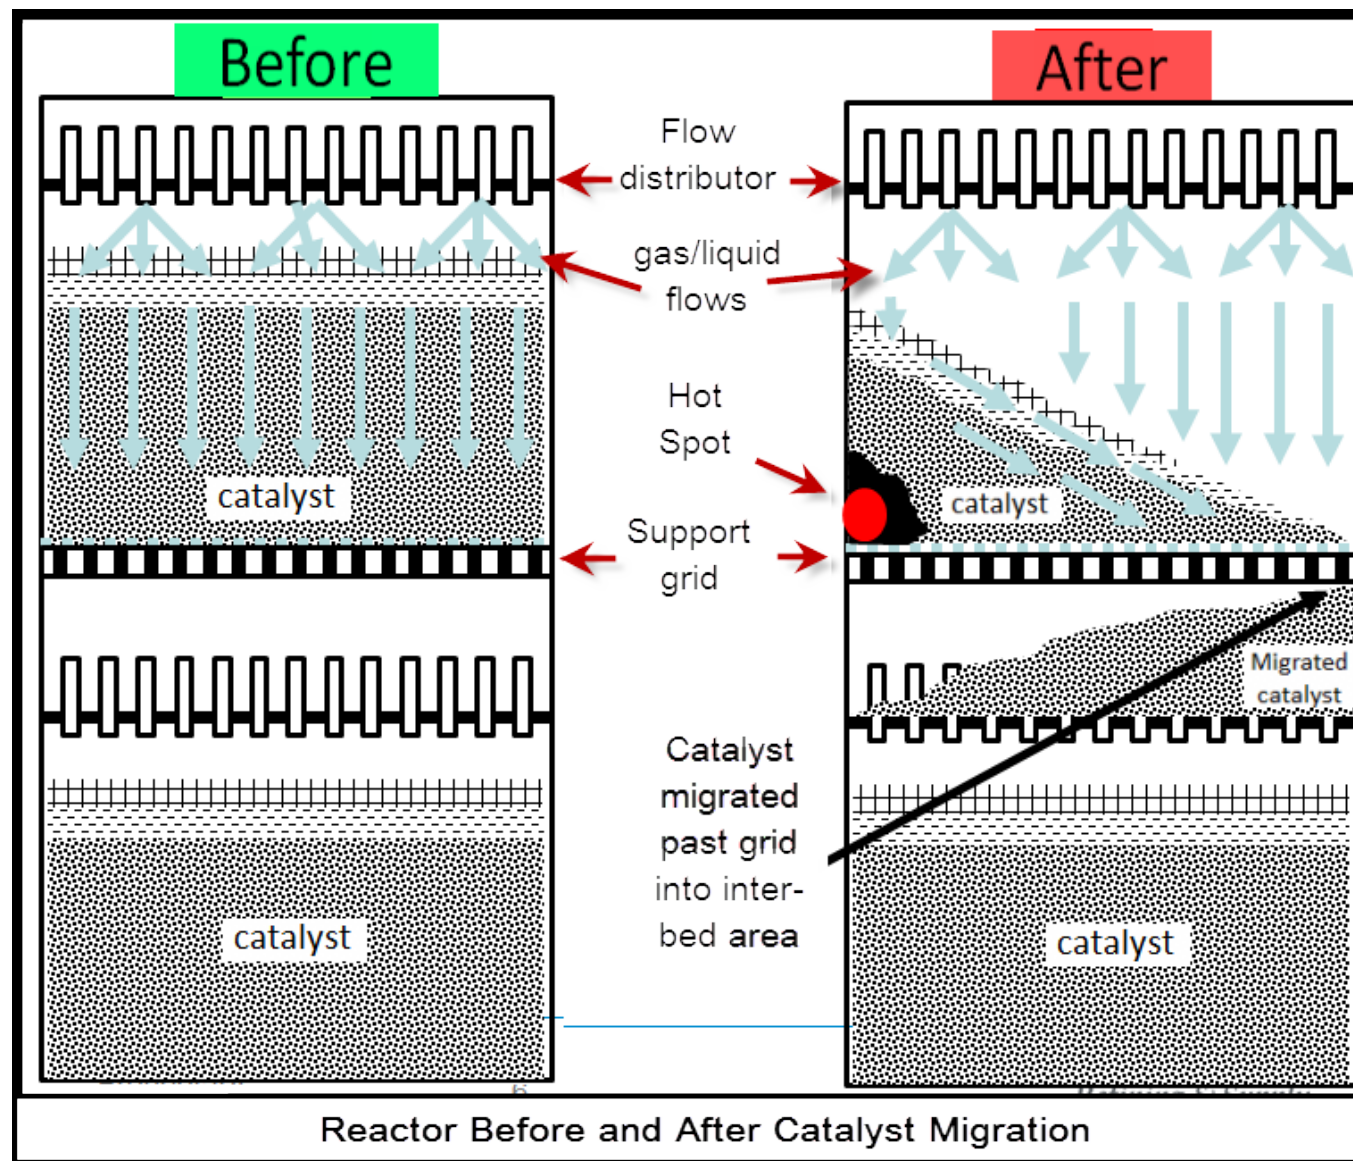 Before
After
Flow
distributor
gas/liquid
flows
Hot
Spot
Support
grid
catalyst
catalyst
Migrated
catalyst
Catalyst
migrated
past grid
into inter-
bed area
catalyst
catalyst
6
Reactor Before and After Catalyst Migration